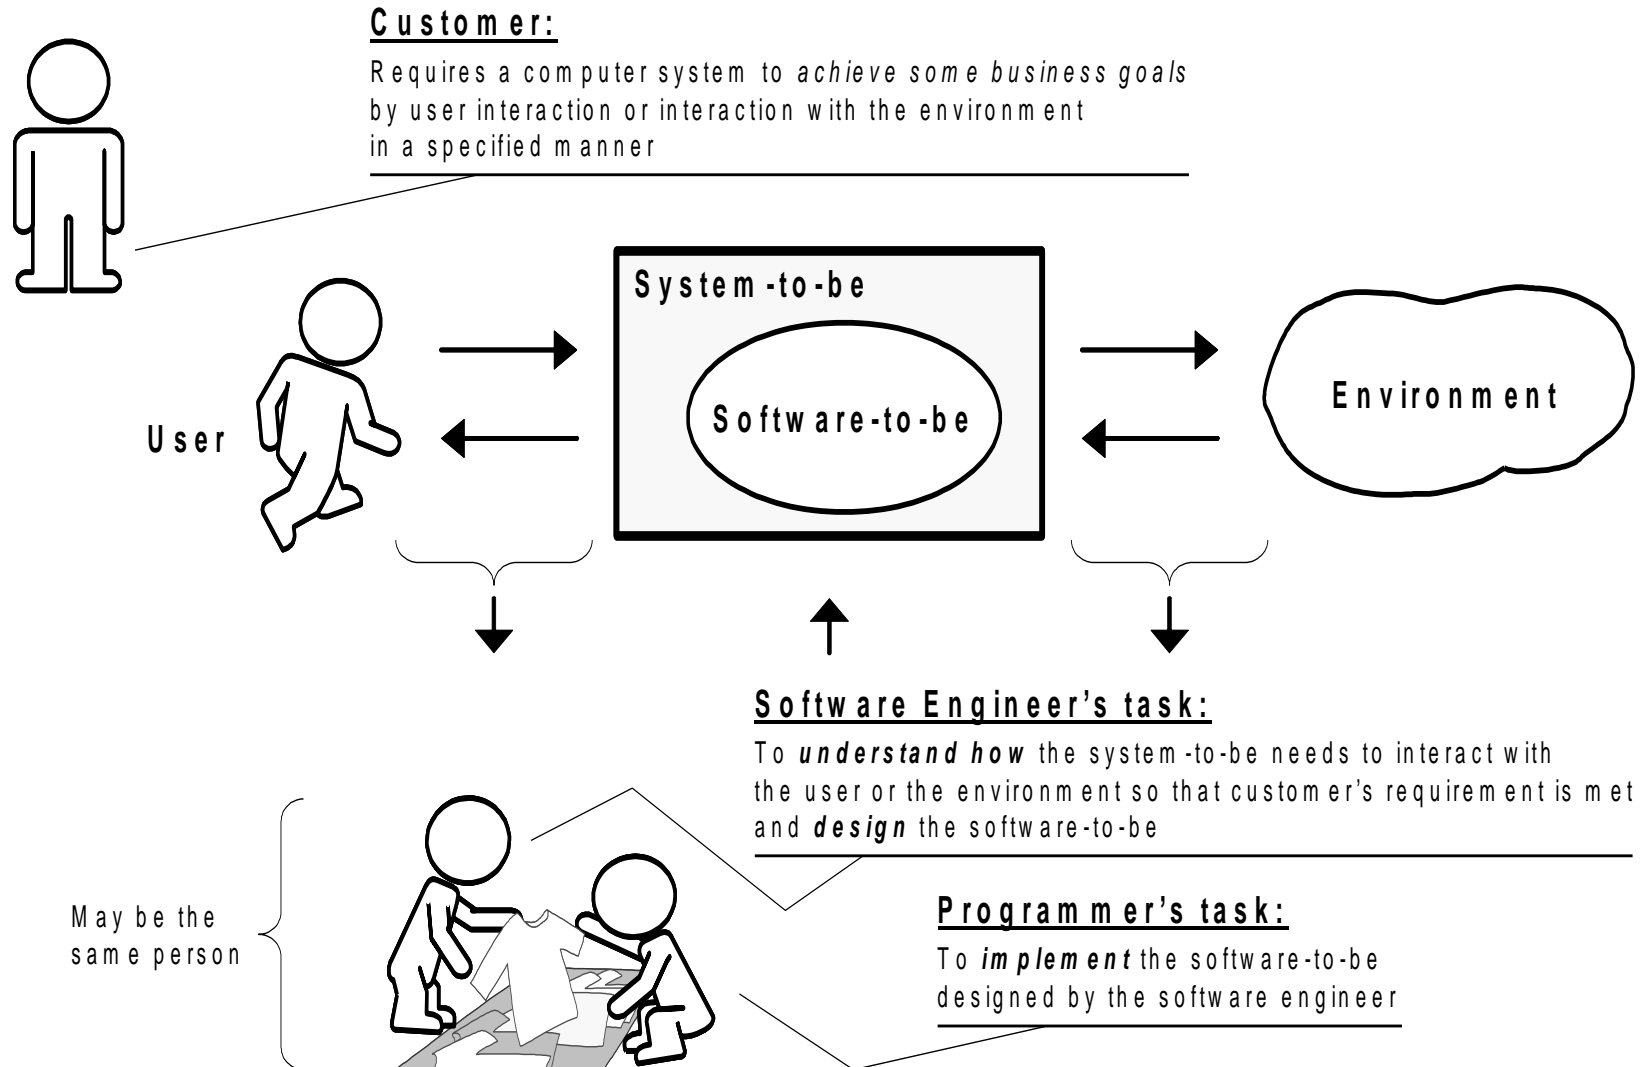 Customer:
Requires a computer system to achieve some business goals
by user interaction or interaction with the environment
in a specified manner
System-to-be
Software-to-be
Environment
User
Software Engineer’s task:
To understand how the system-to-be needs to interact with
the user or the environment so that customer’s requirement is met
and design the software-to-be
May be the
same person
Programmer’s task:
To implement the software-to-be
designed by the software engineer